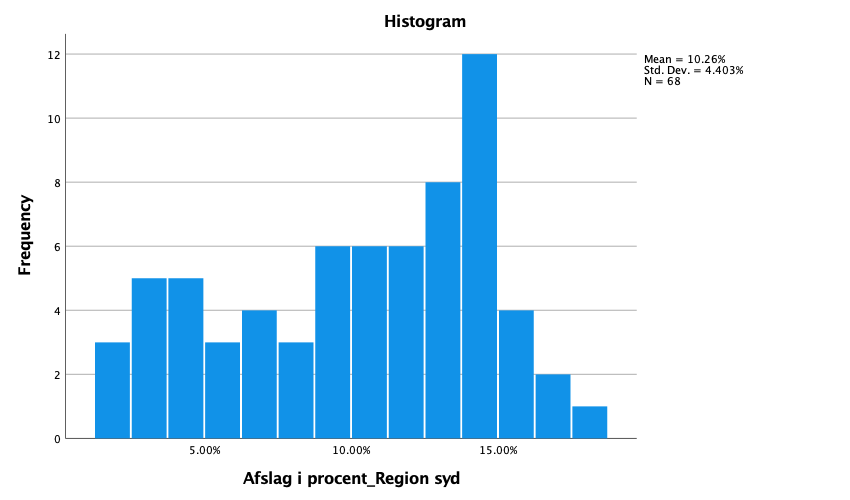 Histogram
12
10
8
6
4
2
0
Frequency
5.00%
10.00%
15.00%
Afslag i procent_Region syd
Mean = 10.26%
Std. Dev. = 4.403%
N = 68